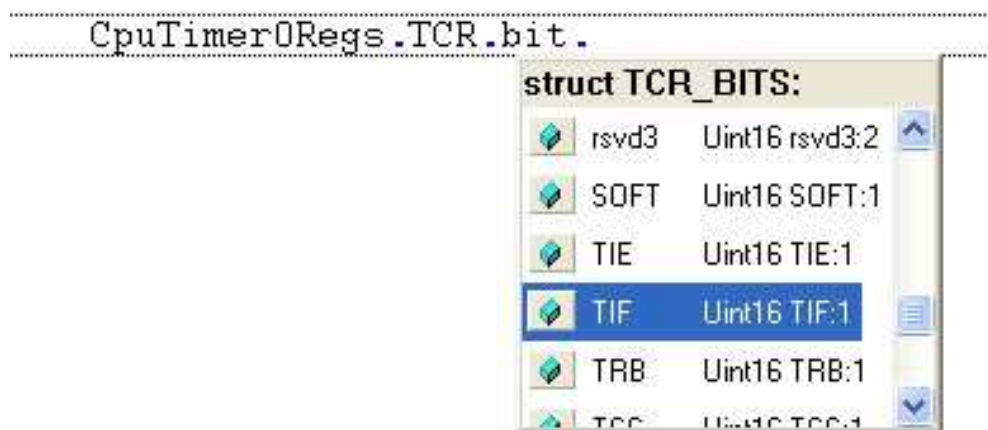 CpuTimer0Regs.TCR.bit.
struct TCR_BITS:
rsvd3 Uint16 rsvd3:2
SOFT Uint16 SOFT:1
TIE Uint16 TIE:1
TIF Uint16 TIF:1
TRB Uint16 TRB:1